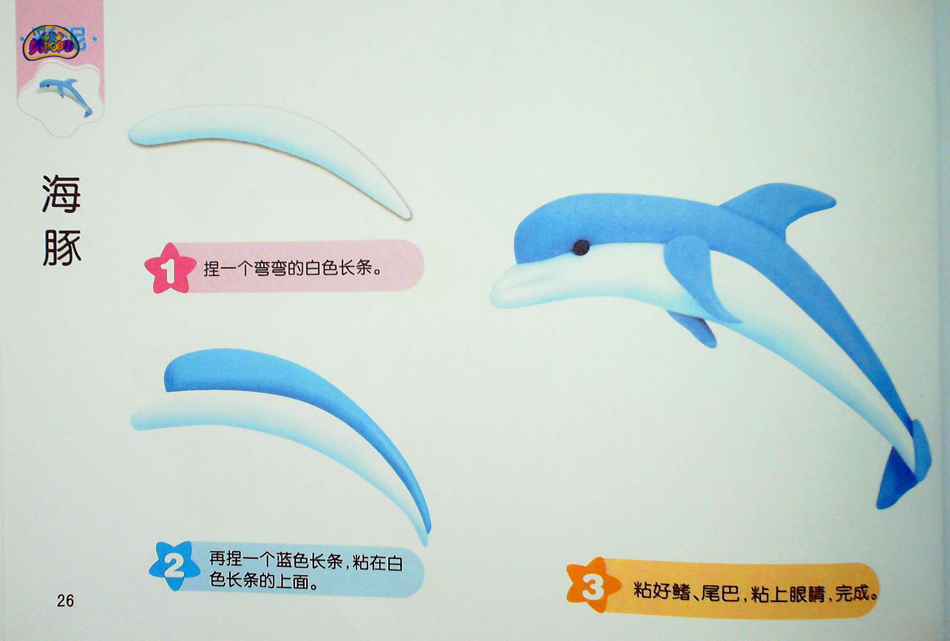 海豚
1
捏一个弯弯的白色长条。
2
再捏一个蓝色长条,粘在白
色长条的上面。
3
粘好鳍、尾巴,粘上眼睛,完成。
26